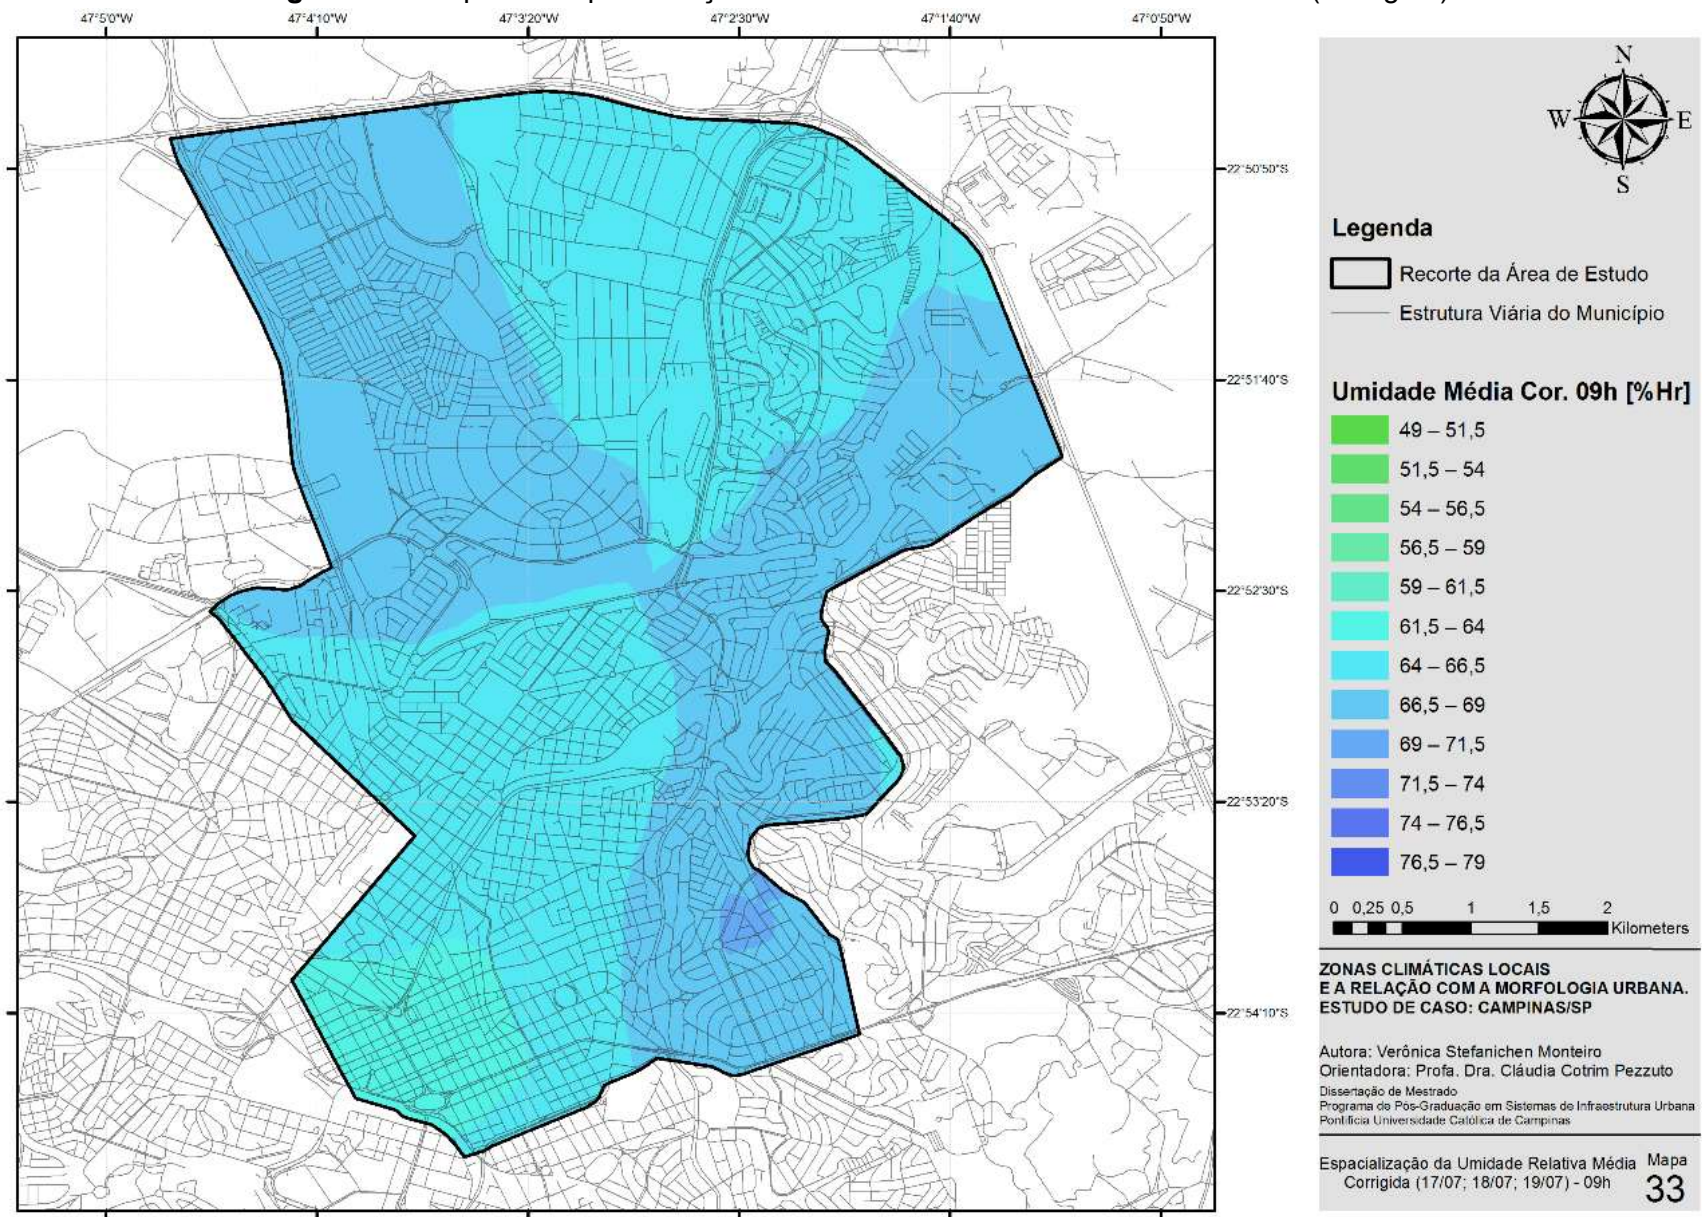 47°5'0"W 47°4'10"W 47°3'20"W 47°2'30"W 47°1'40"W 47°0'50"W
22°50'50"S
22°51'40"S
22°52'30"S
22°53'20"S
22°54'10"S
N
W E
S
Legenda
Recorte da Área de Estudo
Estrutura Viária do Município
Umidade Média Cor. 09h [%Hr]
49 – 51,5
51,5 – 54
54 – 56,5
56,5 – 59
59 – 61,5
61,5 – 64
64 – 66,5
66,5 – 69
69 – 71,5
71,5 – 74
74 – 76,5
76,5 – 79
0 0,25 0,5 1 1,5 2
Kilometers
ZONAS CLIMÁTICAS LOCAIS
E A RELAÇÃO COM A MORFOLOGIA URBANA.
ESTUDO DE CASO: CAMPINAS/SP
Autora: Verônica Stefanichen Monteiro
Orientadora: Profa. Dra. Cláudia Cotrim Pezzuto
Dissertação de Mestrado
Programa de Pós-Graduação em Sistemas de Infraestrutura Urbana
Pontifícia Universidade Católica de Campinas
Espacialização da Umidade Relativa Média
Corrigida (17/07; 18/07; 19/07) - 09h
Mapa
33